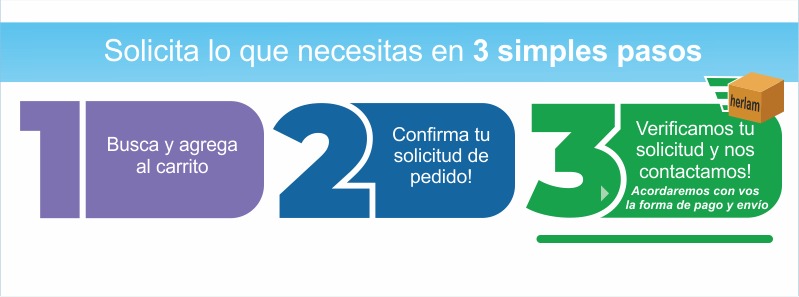 Solicita lo que necesitas en 3 simples pasos
1
Busca y agrega
al carrito
2
Confirma tu
solicitud de
pedido!
3
herlam
Verificamos tu
solicitud y nos
contactamos!
Acordaremos con vos
la forma de pago y envío